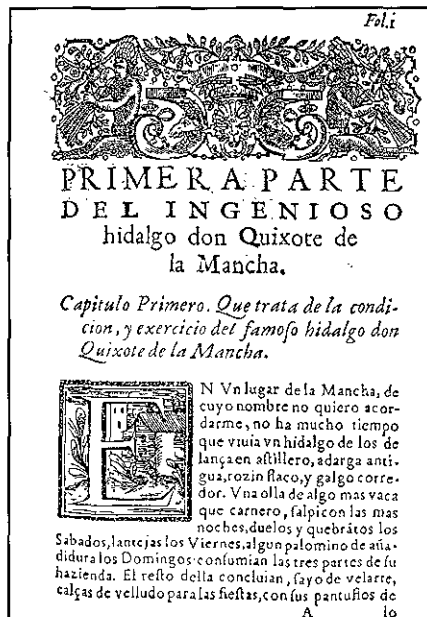 Fol.1
PRIMERA PARTE
DEL INGENIOSO
hidalgo don Quixote de
la Mancha.
Capitulo Primero. Que trata de la condi-
cion, y exercicio del famoso hidalgo don
Quixote de la Mancha.
EN Vn lugar de la Mancha, de
cuyo nombre no quiero acor-
darme, no ha mucho tiempo
que viuia vn hidalgo de los de
lança en astillero, adarga anti-
gua, rozin flaco, y galgo corre-
dor. Vna olla de algo mas vaca
que carnero, salpicon las mas
noches, duelos y quebrãtos los
Sabados, lantejas los Viernes, algun palomino de aña-
didura los Domingos: consumian las tres partes de su
hazienda. El resto della concluian, sayo de velarte,
calças de velludo para las fiestas, con sus pantuflos de
A lo